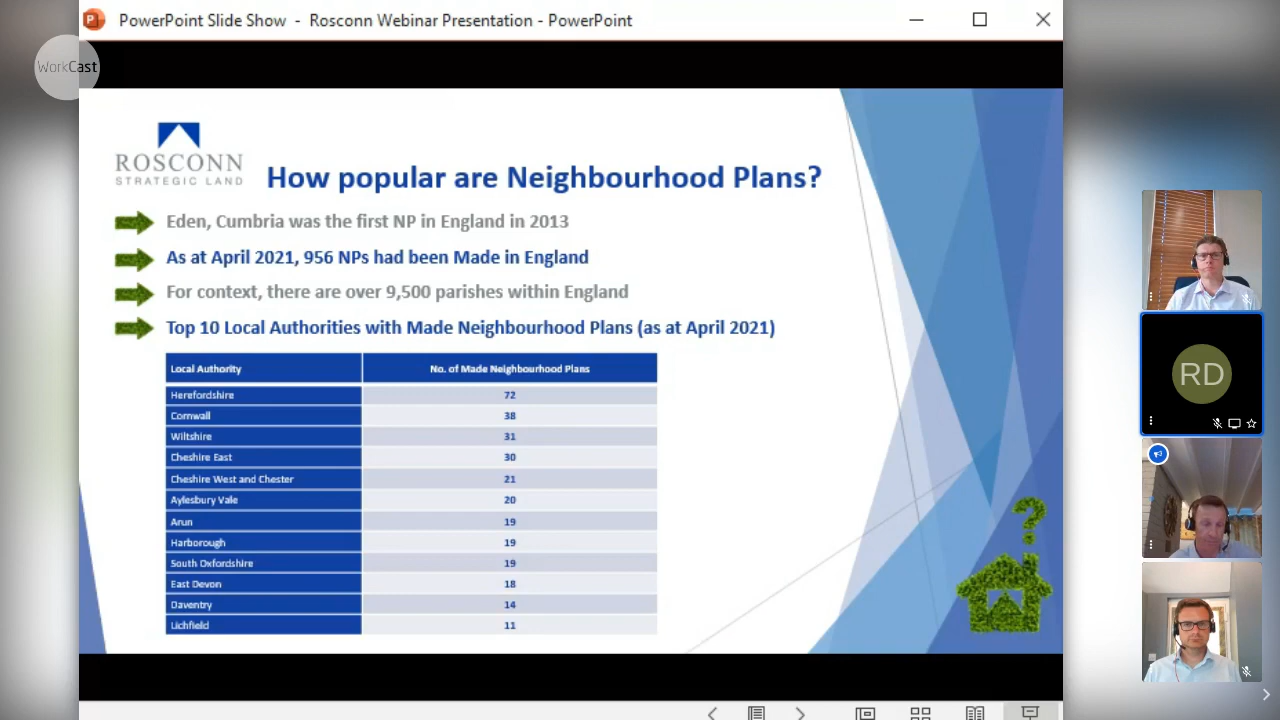 PowerPoint Slide Show - Rosconn Webinar Presentation - PowerPoint
WorkCast
ROSCONN
STRATEGIC LAND
How popular are Neighbourhood Plans?
Eden, Cumbria was the first NP in England in 2013
As at April 2021, 956 NPs had been Made in England
For context, there are over 9,500 parishes within England
Top 10 Local Authorities with Made Neighbourhood Plans (as at April 2021)
Local Authority No. of Made Neighbourhood Plans
Herefordshire 72
Cornwall 38
Wiltshire 31
Cheshire East 30
Cheshire West and Chester 21
Aylesbury Vale 20
Arun 19
Harborough 19
South Oxfordshire 19
East Devon 18
Daventry 14
Lichfield 11
?
RD